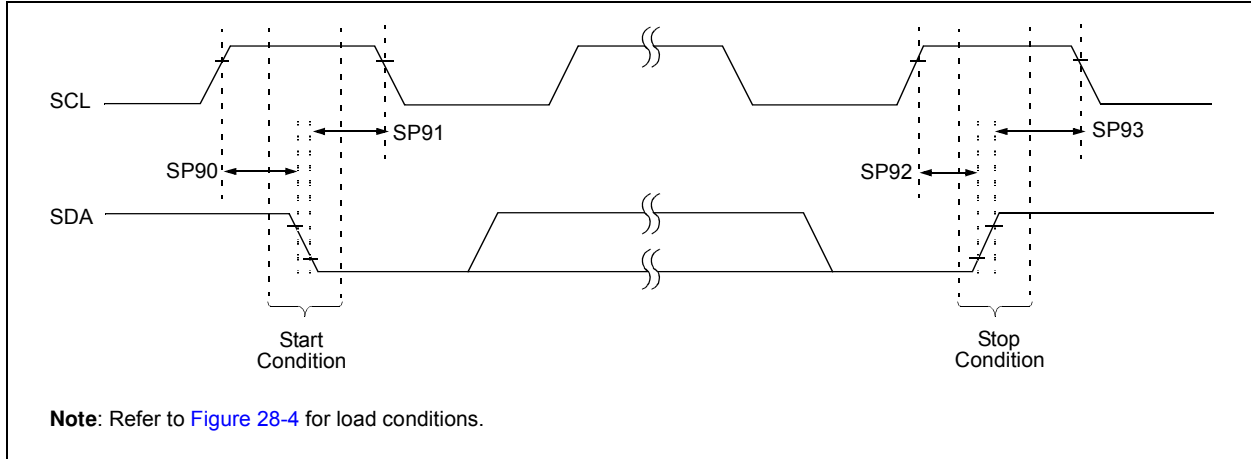 SCL
SP91
SP93
SP90
SP92
SDA
Start
Condition
Stop
Condition
Note: Refer to Figure 28-4 for load conditions.